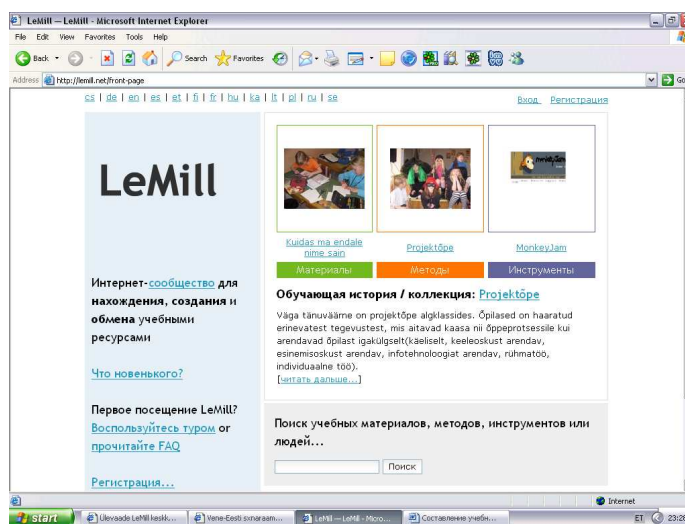 LeMill — LeMill - Microsoft Internet Explorer
File Edit View Favorites Tools Help
Back Search Favorites
Address http://lemill.net/front-page Go
cs | de | en | es | et | fi | fr | hu | ka | lt | pl | ru | se
Вход Регистрация
LeMill
Kuidas ma endale
nime sain
Projektõpe
MonkeyJam
Материалы Методы Инструменты
Интернет-сообщество для
нахождения, создания и
обмена учебными
ресурсами
Что новенького?
Первое посещение LeMill?
Воспользуйтесь туром or
прочитайте FAQ
Регистрация...
Обучающая история / коллекция: Projektõpe
Väga tänuväärne on projektõpe algklassides. Õpilased on haaratud
erinevatest tegevustest, mis aitavad kaasa nii õppeprotsessile kui
arendavad õpilast igakülgselt(käeliselt, keeleoskust arendav,
esinemisoskust arendav, infotehnoloogiat arendav, rühmatöö,
individuaalne töö).
[читать дальше...]
Поиск учебных материалов, методов, инструментов или
людей...
Поиск
Internet
start Ülevaade LeMill keskk... Vene-Eesti sxnaraam... LeMill — LeMill - Micro... Составление учебн... ET 23:28